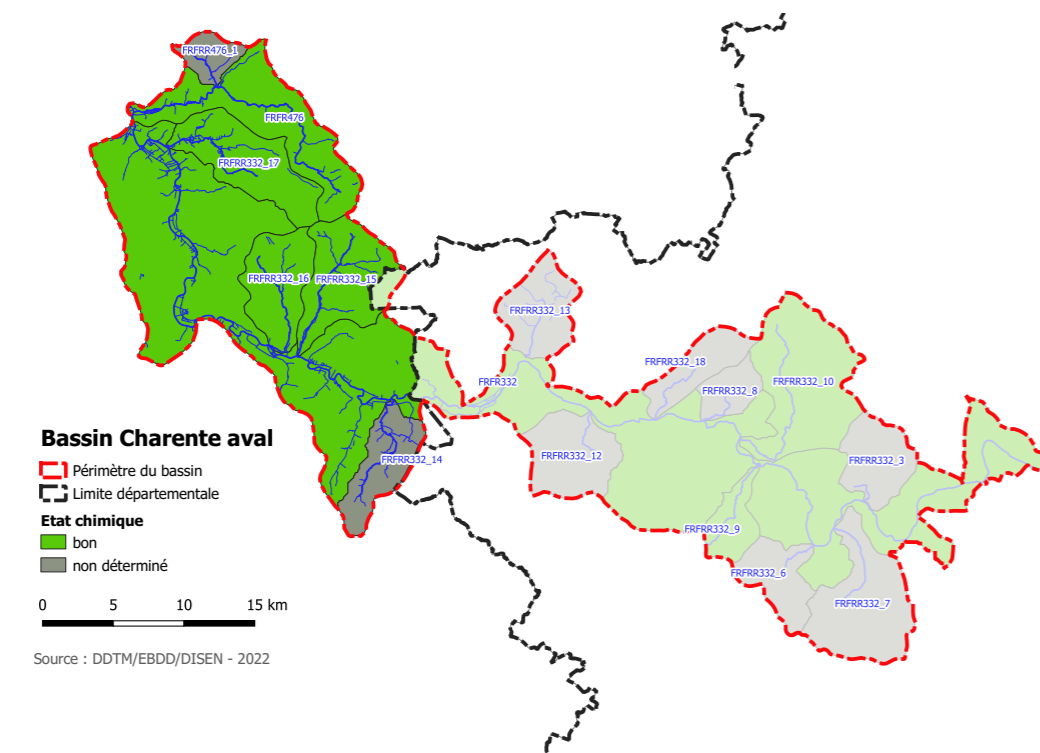 FRFRR476_1
FRFR476
FRFRR332_17
FRFRR332_16
FRFRR332_15
FRFRR332_13
FRFRR332_18
FRFR332
FRFRR332_8
FRFRR332_10
FRFRR332_14
FRFRR332_12
FRFRR332_3
FRFRR332_9
FRFRR332_6
FRFRR332_7
Bassin Charente aval
Périmètre du bassin
Limite départementale
Etat chimique
bon
non déterminé
0 5 10 15 km
Source : DDTM/EBDD/DISEN - 2022